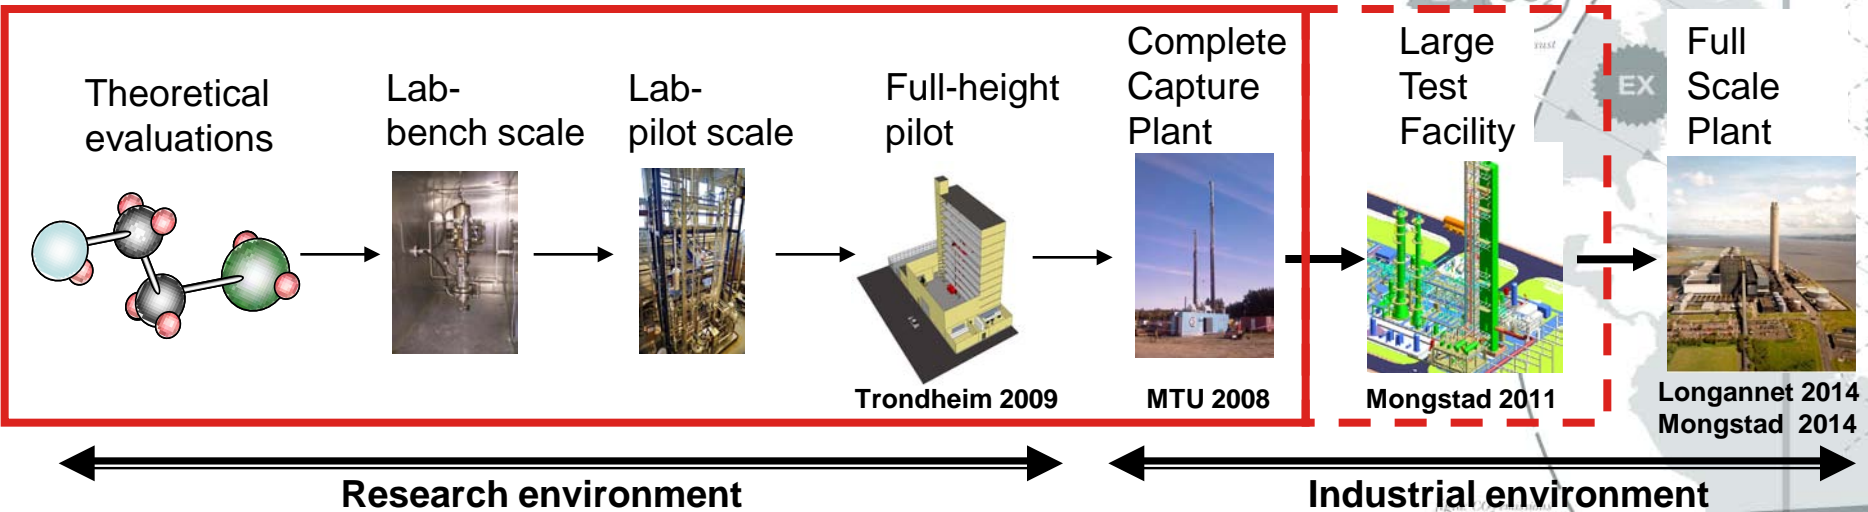 Theoretical
evaluations
Lab-
bench scale
Lab-
pilot scale
Full-height
pilot
Complete
Capture
Plant
Large
Test
Facility
Full
Scale
Plant
EX
Trondheim 2009
MTU 2008
Mongstad 2011
Longannet 2014
Mongstad 2014
Research environment
Industrial environment